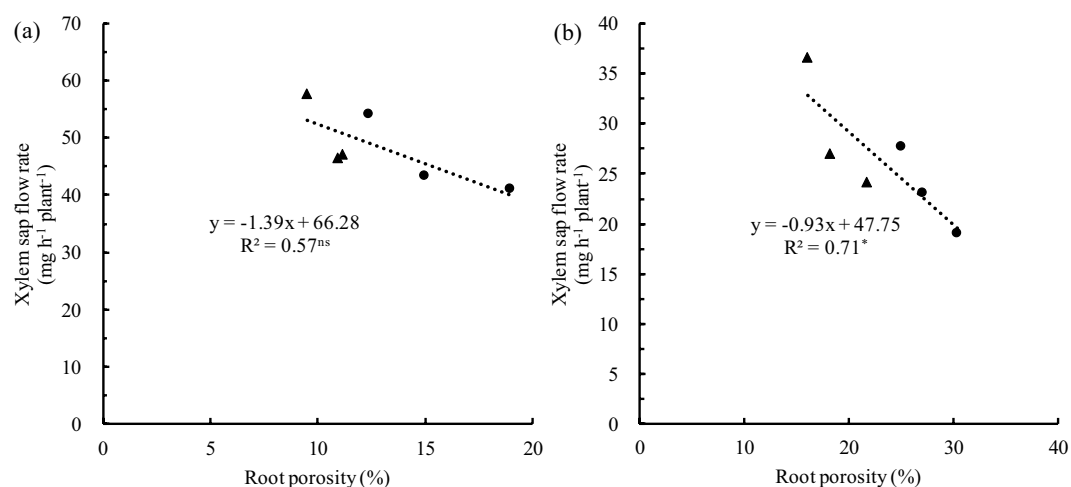 (a)
70
60
50
40
30
20
10
0
0
5
10
15
20
Xylem sap flow rate
(mg h⁻¹ plant⁻¹)
y = -1.39x + 66.28
R² = 0.57ⁿˢ
Root porosity (%)
(b)
40
35
30
25
20
15
10
5
0
0
10
20
30
40
Xylem sap flow rate
(mg h⁻¹ plant⁻¹)
y = -0.93x + 47.75
R² = 0.71*
Root porosity (%)